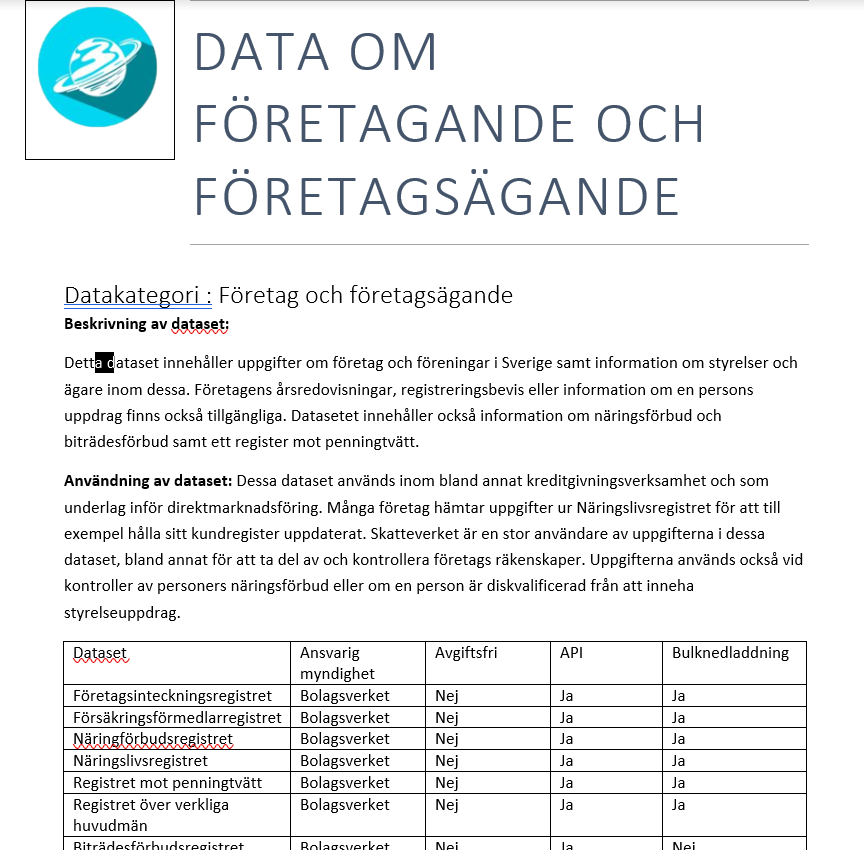 DATA OM
FÖRETAGANDE OCH
FÖRETAGSÄGANDE
Datakategori : Företag och företagsägande
Beskrivning av dataset:
Detta dataset innehåller uppgifter om företag och föreningar i Sverige samt information om styrelser och
ägare inom dessa. Företagens årsredovisningar, registreringsbevis eller information om en persons
uppdrag finns också tillgängliga. Datasetet innehåller också information om näringsförbud och
biträdesförbud samt ett register mot penningtvätt.
Användning av dataset: Dessa dataset används inom bland annat kreditgivningsverksamhet och som
underlag inför direktmarknadsföring. Många företag hämtar uppgifter ur Näringslivsregistret för att till
exempel hålla sitt kundregister uppdaterat. Skatteverket är en stor användare av uppgifterna i dessa
dataset, bland annat för att ta del av och kontrollera företags räkenskaper. Uppgifterna används också vid
kontroller av personers näringsförbud eller om en person är diskvalificerad från att inneha
styrelseuppdrag.
Dataset Ansvarig myndighet Avgiftsfri API Bulknedladdning
Företagsinteckningsregistret Bolagsverket Nej Ja Ja
Försäkringsförmedlarregistret Bolagsverket Nej Ja Ja
Näringförbudsregistret Bolagsverket Nej Ja Ja
Näringslivsregistret Bolagsverket Nej Ja Ja
Registret mot penningtvätt Bolagsverket Nej Ja Ja
Registret över verkliga huvudmän Bolagsverket Nej Ja Ja
Biträdesförbudsregistret Bolagsverket Nej Ja Nej